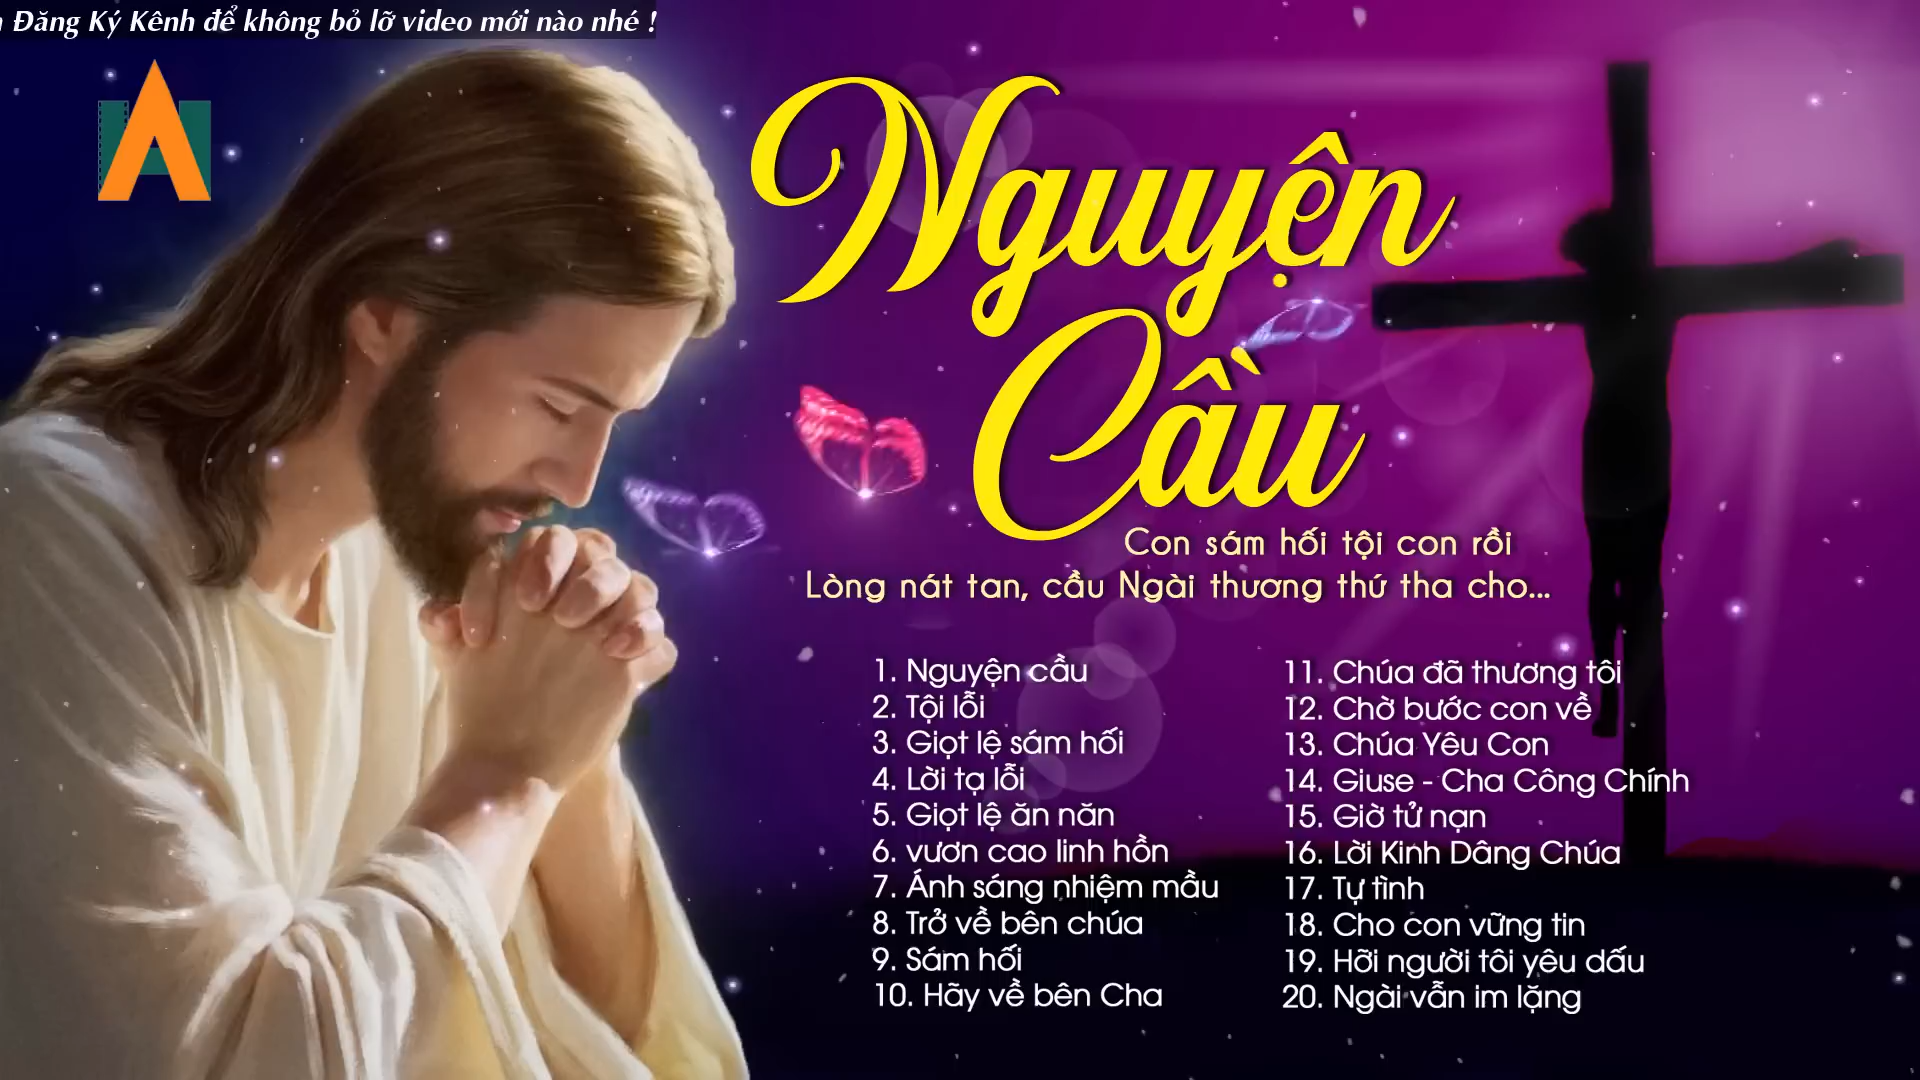 Đăng Ký Kênh để không bỏ lỡ video mới nào nhé !
Nguyện
Cầu
Con sám hối tội con rồi
Lòng nát tan, cầu Ngài thương thứ tha cho...
1. Nguyện cầu
2. Tội lỗi
3. Giọt lệ sám hối
4. Lời tạ lỗi
5. Giọt lệ ăn năn
6. vươn cao linh hồn
7. Ánh sáng nhiệm mầu
8. Trở về bên chúa
9. Sám hối
10. Hãy về bên Cha
11. Chúa đã thương tôi
12. Chờ bước con về
13. Chúa Yêu Con
14. Giuse - Cha Công Chính
15. Giờ tử nạn
16. Lời Kinh Dâng Chúa
17. Tự tình
18. Cho con vững tin
19. Hỡi người tôi yêu dấu
20. Ngài vẫn im lặng